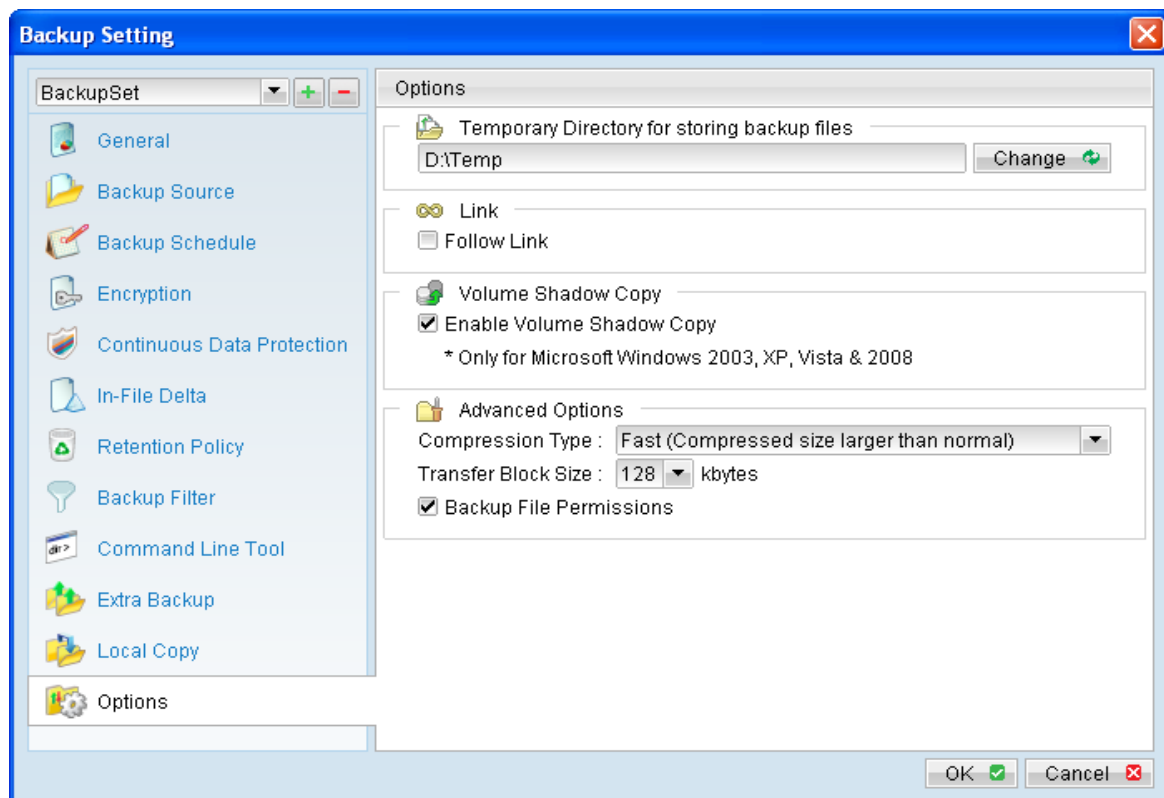 Backup Setting
BackupSet
General
Backup Source
Backup Schedule
Encryption
Continuous Data Protection
In-File Delta
Retention Policy
Backup Filter
dir >
Command Line Tool
Extra Backup
Local Copy
Options
Options
Temporary Directory for storing backup files
D:\Temp
Change
Link
Follow Link
Volume Shadow Copy
Enable Volume Shadow Copy
* Only for Microsoft Windows 2003, XP, Vista & 2008
Advanced Options
Compression Type : Fast (Compressed size larger than normal)
Transfer Block Size : 128 kbytes
Backup File Permissions
OK
Cancel